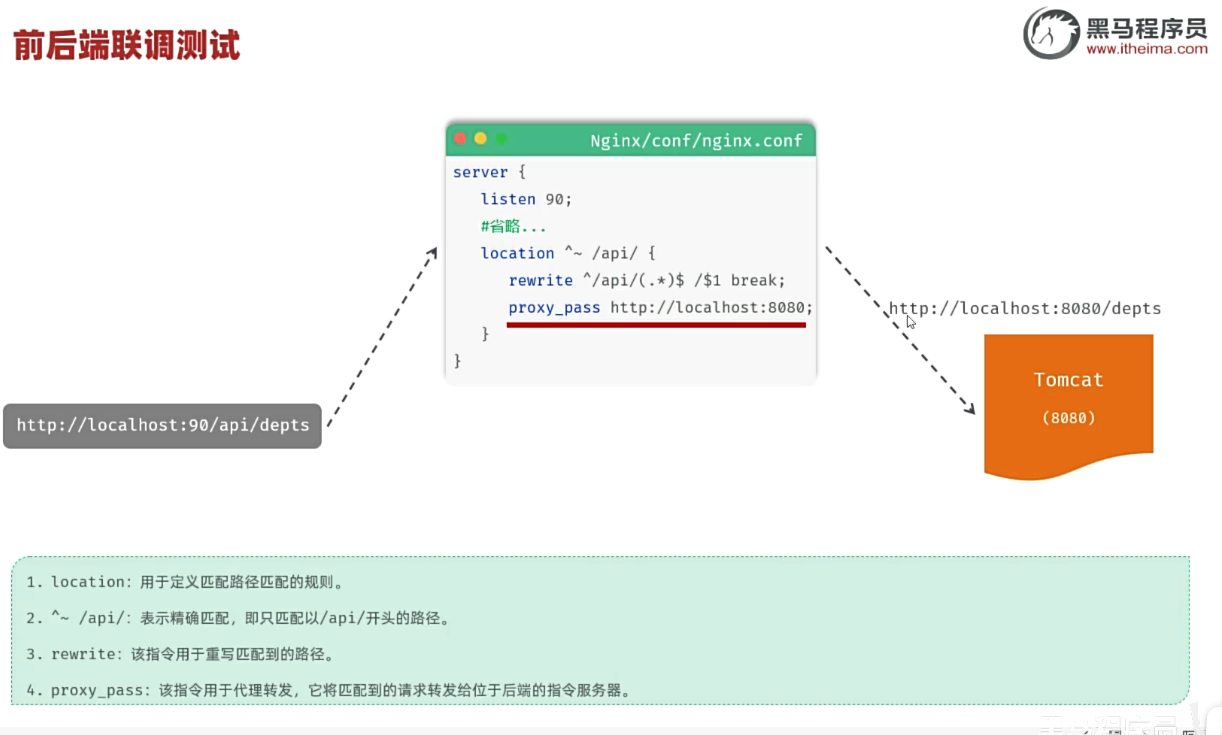 前后端联调测试
黑马程序员
www.itheima.com
Nginx/conf/nginx.conf
server {
listen 90;
#省略...
location ^~ /api/ {
rewrite ^/api/(.*)$ /$1 break;
proxy_pass http://localhost:8080;
}
}
http://localhost:8080/depts
Tomcat
(8080)
http://localhost:90/api/depts
1. location: 用于定义匹配路径匹配的规则。
2. ^~ /api/: 表示精确匹配，即只匹配以/api/开头的路径。
3. rewrite: 该指令用于重写匹配到的路径。
4. proxy_pass: 该指令用于代理转发，它将匹配到的请求转发给位于后端的指令服务器。